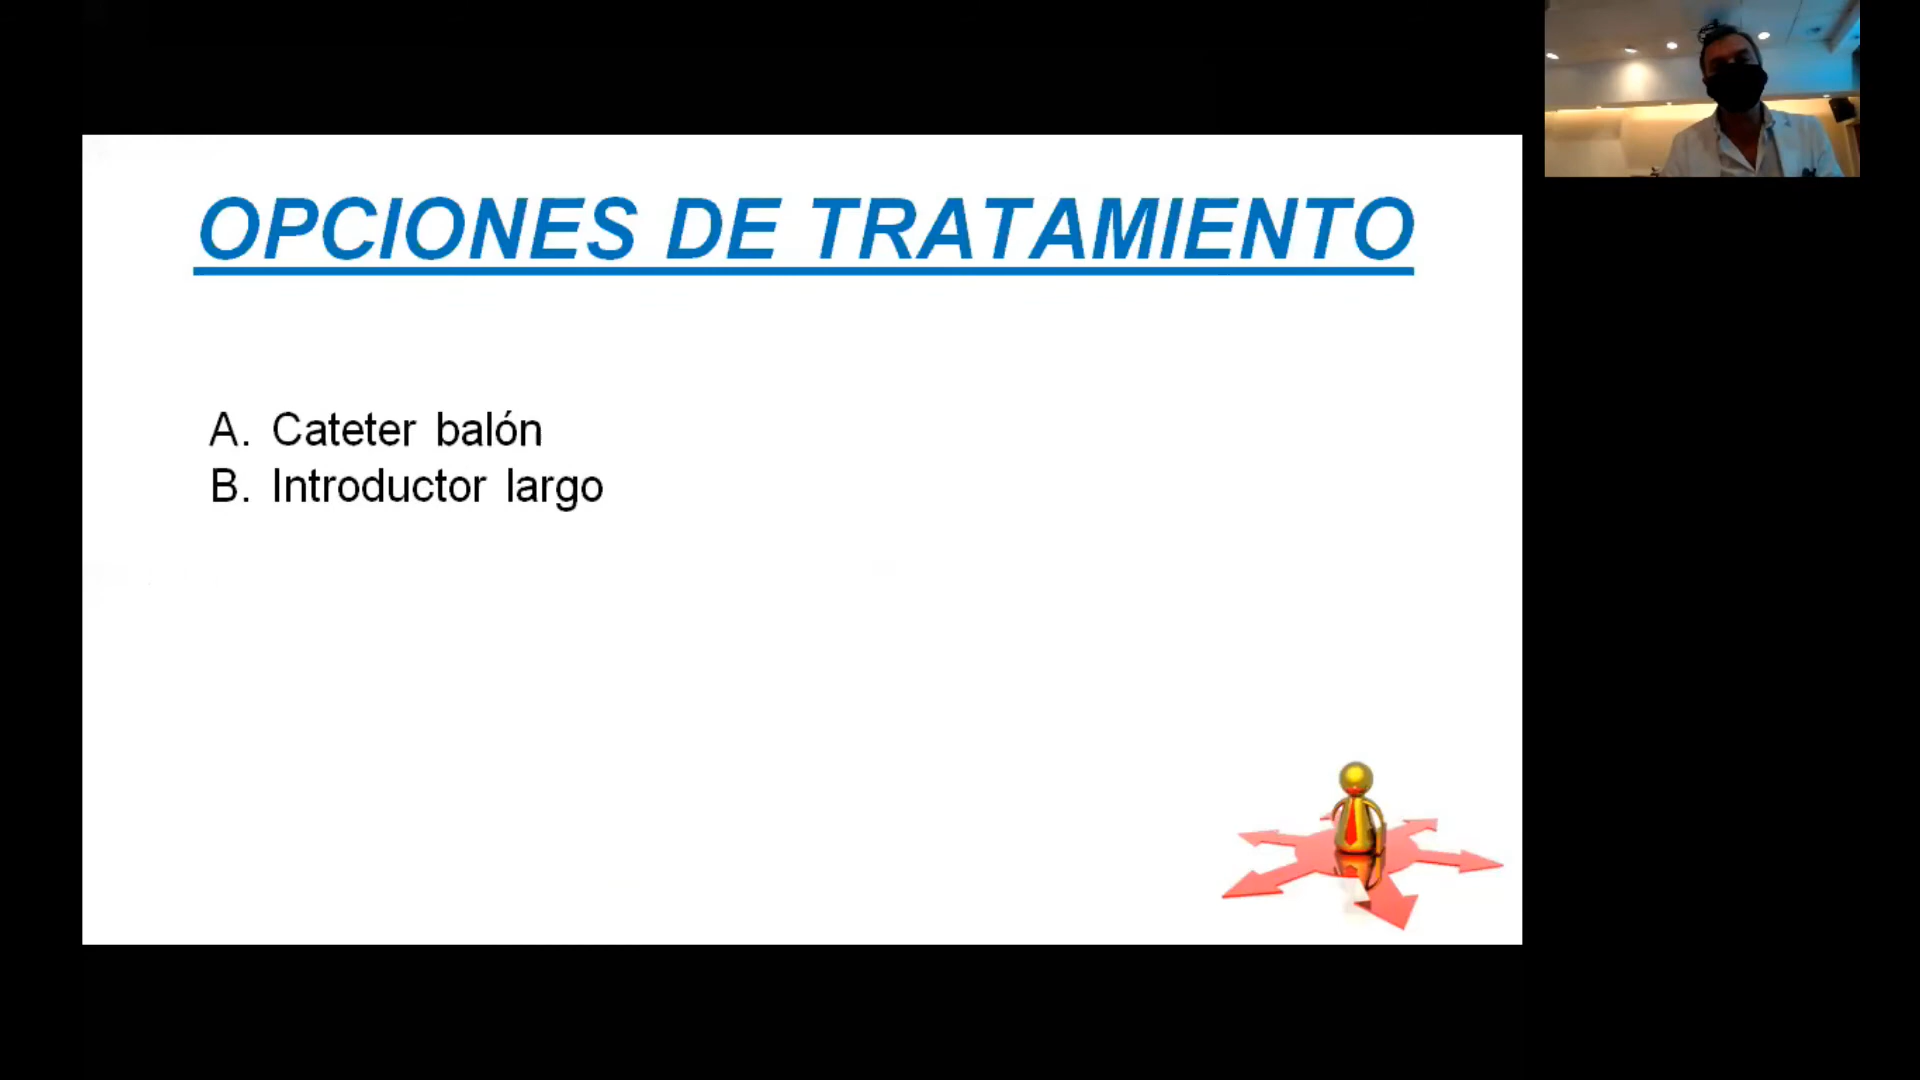 OPCIONES DE TRATAMIENTO
A. Cateter balón
B. Introductor largo